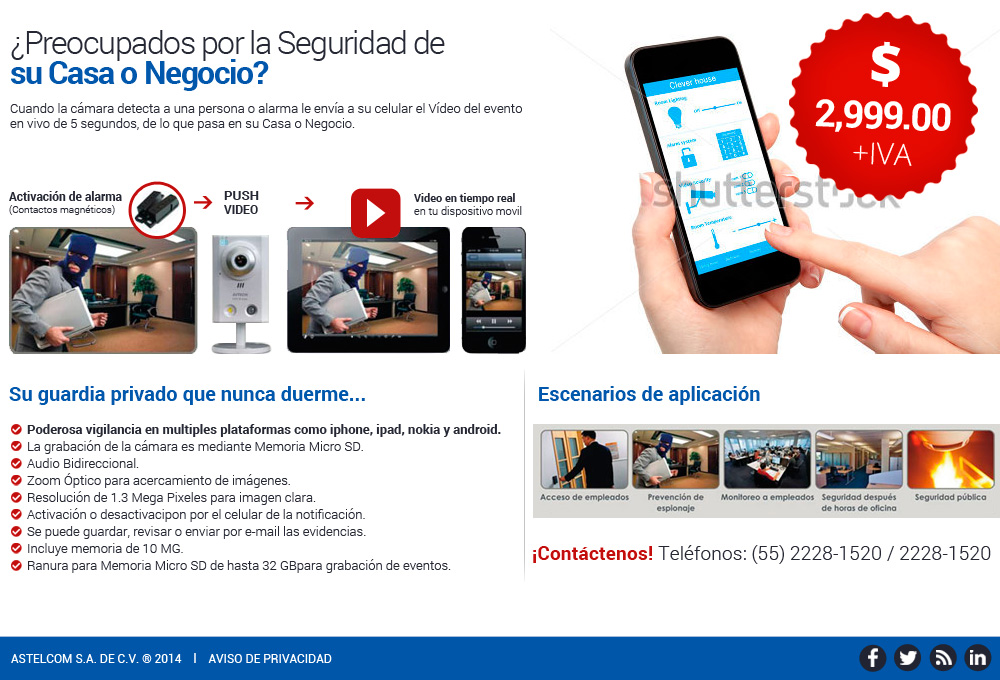 ¿Preocupados por la Seguridad de
su Casa o Negocio?
Cuando la cámara detecta a una persona o alarma le envía a su celular el Vídeo del evento
en vivo de 5 segundos, de lo que pasa en su Casa o Negocio.
$
2,999.00
+IVA
Clever house
Room Lighting
Alarm system
Video security
Room Temperature
shutterstock
Activación de alarma
(Contactos magnéticos)
PUSH
VIDEO
Video en tiempo real
en tu dispositivo movil
Su guardia privado que nunca duerme...
Poderosa vigilancia en multiples plataformas como iphone, ipad, nokia y android.
La grabación de la cámara es mediante Memoria Micro SD.
Audio Bidireccional.
Zoom Óptico para acercamiento de imágenes.
Resolución de 1.3 Mega Pixeles para imagen clara.
Activación o desactivacipon por el celular de la notificación.
Se puede guardar, revisar o enviar por e-mail las evidencias.
Incluye memoria de 10 MG.
Ranura para Memoria Micro SD de hasta 32 GBpara grabación de eventos.
Escenarios de aplicación
Acceso de empleados
Prevención de
espionaje
Monitoreo a empleados
Seguridad después
de horas de oficina
Seguridad pública
¡Contáctenos! Teléfonos: (55) 2228-1520 / 2228-1520
ASTELCOM S.A. DE C.V. ® 2014 | AVISO DE PRIVACIDAD